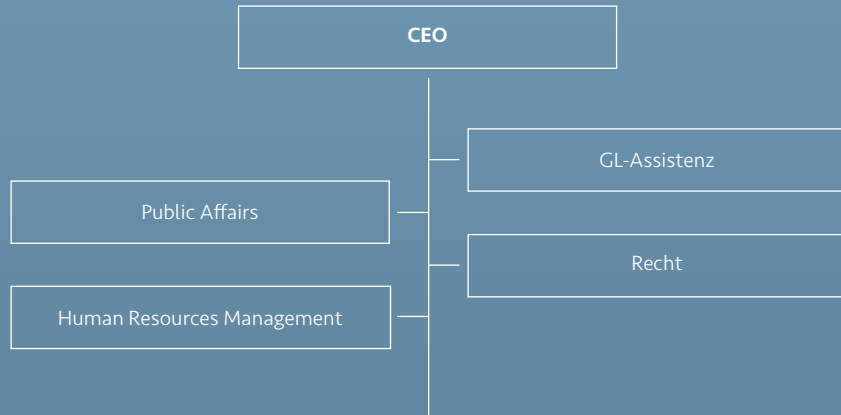 CEO
GL-Assistenz
Public Affairs
Recht
Human Resources Management